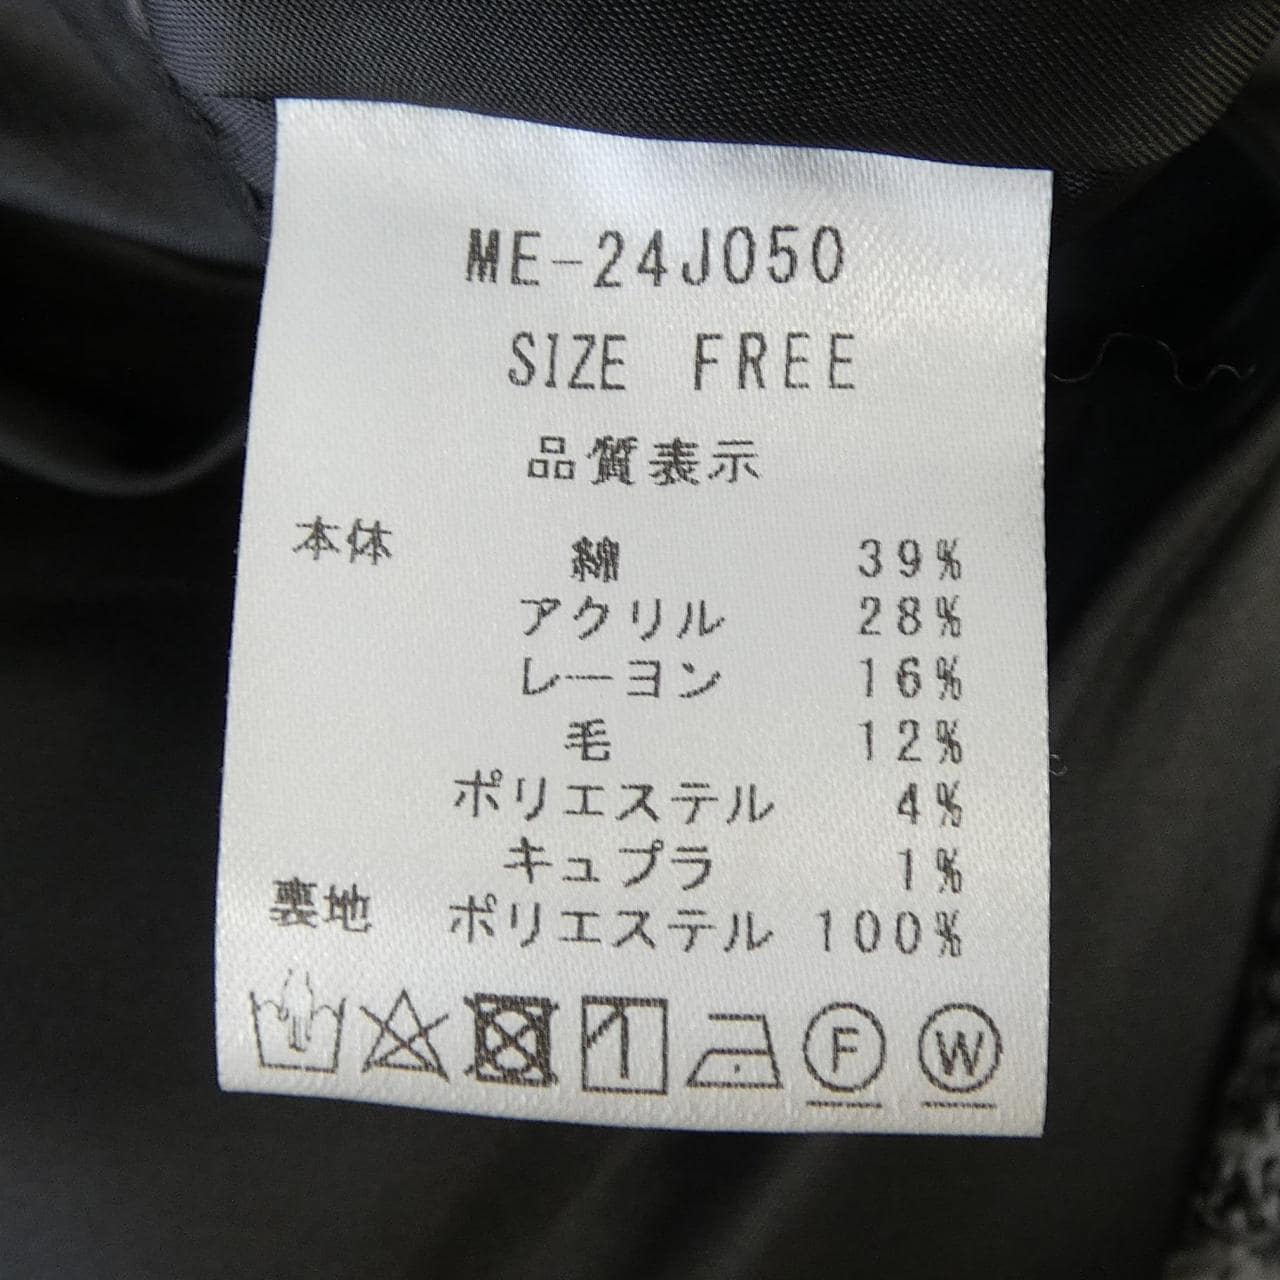 ME-24J050
SIZE FREE
品質表示
本体 綿 39%
アクリル 28%
レーヨン 16%
毛 12%
ポリエステル 4%
キュプラ 1%
裏地 ポリエステル 100%
F W